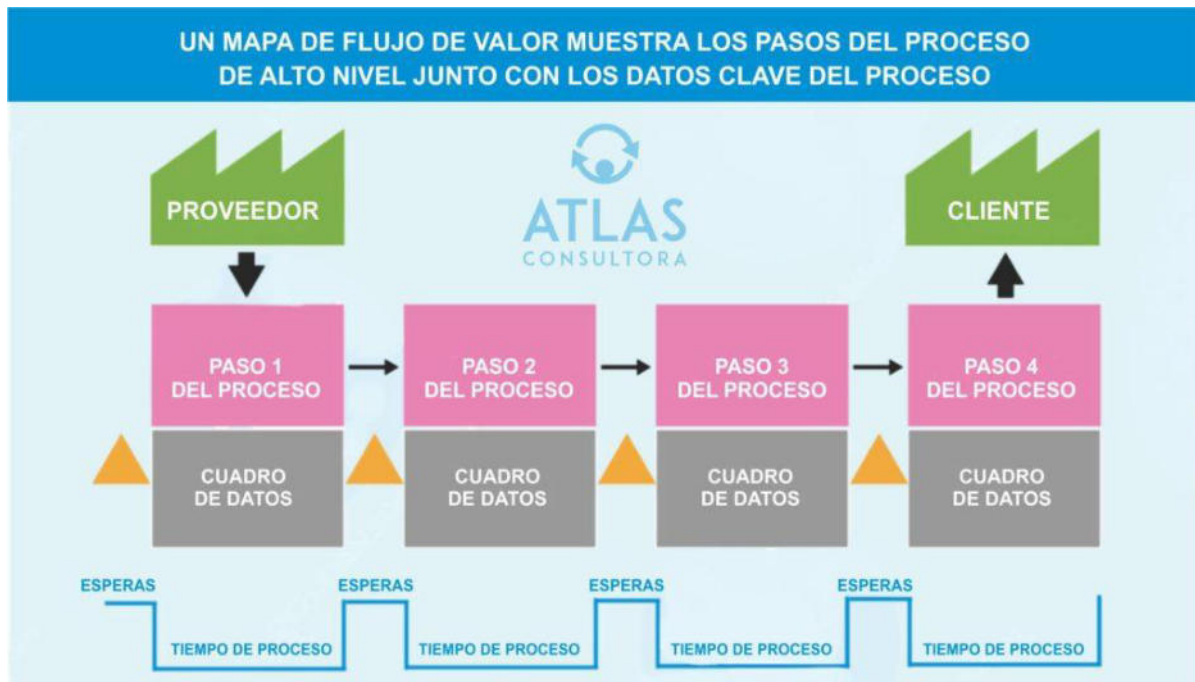 UN MAPA DE FLUJO DE VALOR MUESTRA LOS PASOS DEL PROCESO
DE ALTO NIVEL JUNTO CON LOS DATOS CLAVE DEL PROCESO
PROVEEDOR
ATLAS
CONSULTORA
CLIENTE
PASO 1
DEL PROCESO
PASO 2
DEL PROCESO
PASO 3
DEL PROCESO
PASO 4
DEL PROCESO
CUADRO
DE DATOS
CUADRO
DE DATOS
CUADRO
DE DATOS
CUADRO
DE DATOS
ESPERAS
ESPERAS
ESPERAS
ESPERAS
TIEMPO DE PROCESO
TIEMPO DE PROCESO
TIEMPO DE PROCESO
TIEMPO DE PROCESO